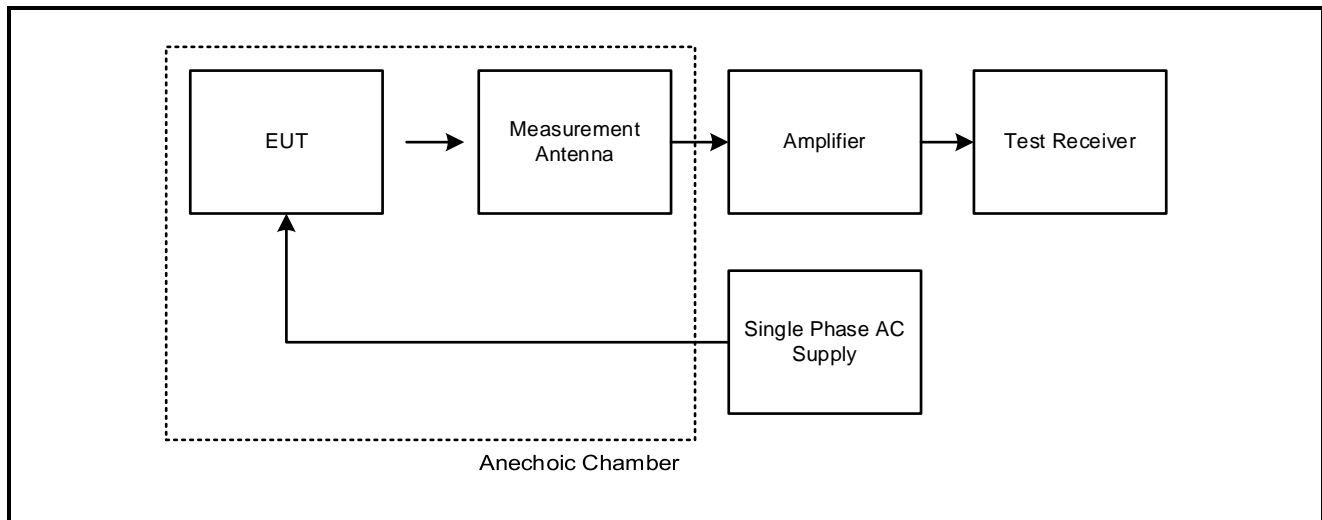 EUT
Measurement
Antenna
Amplifier
Test Receiver
Single Phase AC
Supply
Anechoic Chamber